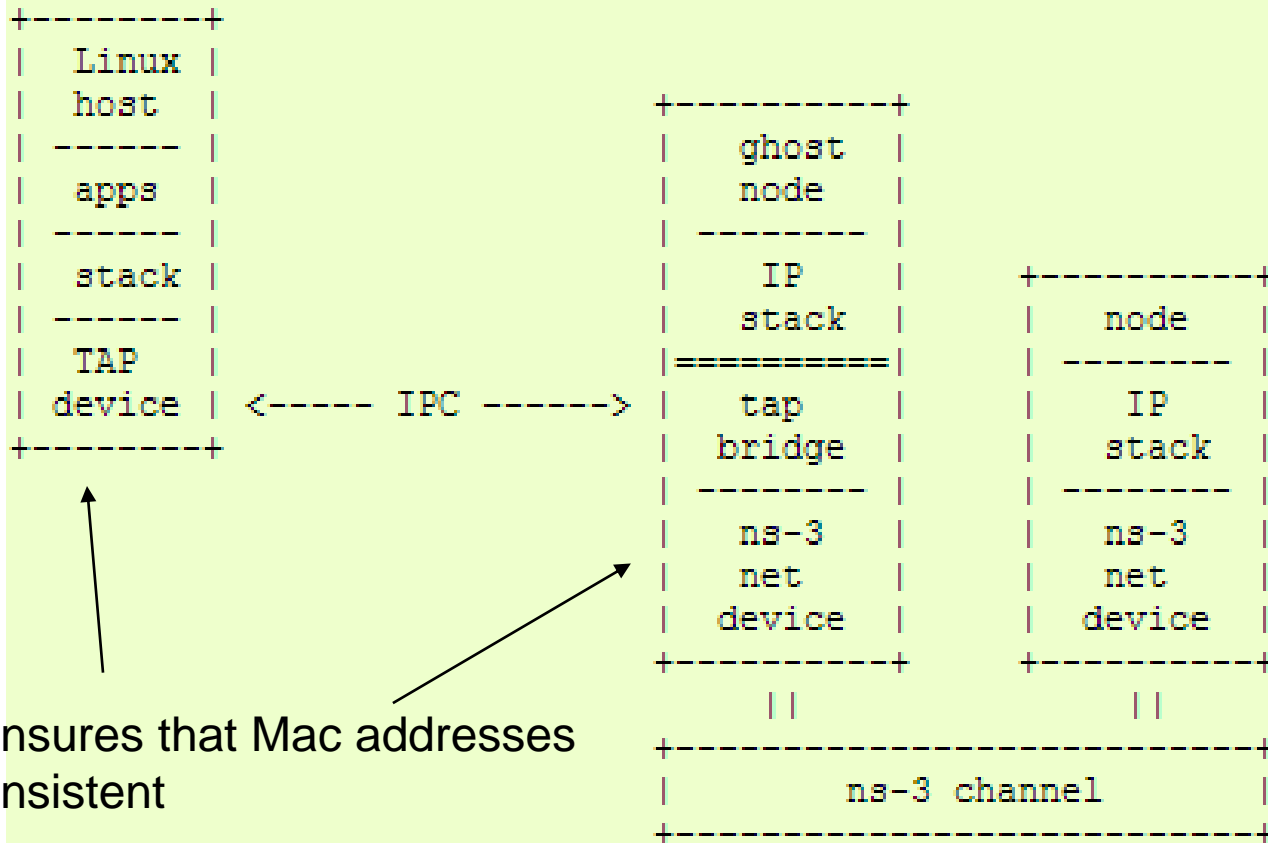 +---------+
|  Linux  |
|  host   |
| ------  |
|  apps   |
| ------  |
|  stack  |
| ------  |
|  TAP    |
| device  | <----- IPC ------>
+---------+
+-----------+
|   ghost   |
|   node    |
| --------  |
|    IP     |
|   stack   |
|==========|
|   tap     |
|  bridge   |
| --------  |
|   ns-3    |
|   net     |
|  device   |
+-----------+
||
+----------+
|   node   |
| -------- |
|    IP    |
|   stack  |
| -------- |
|   ns-3   |
|   net    |
|  device  |
+----------+
||
+----------------------------+
|        ns-3 channel        |
+----------------------------+
nsures that Mac addresses
nsistent